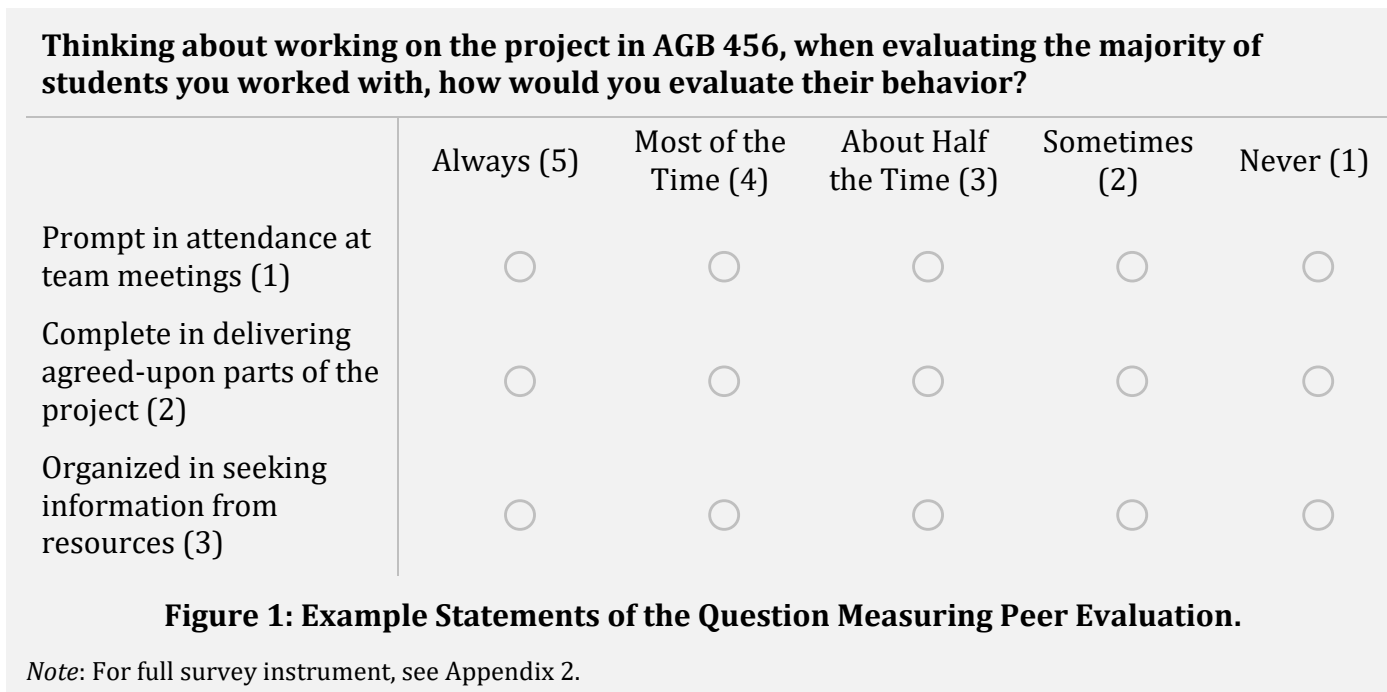 Thinking about working on the project in AGB 456, when evaluating the majority of
students you worked with, how would you evaluate their behavior?
Always (5)
Most of the
Time (4)
About Half
the Time (3)
Sometimes
(2)
Never (1)
Prompt in attendance at
team meetings (1)
Complete in delivering
agreed-upon parts of the
project (2)
Organized in seeking
information from
resources (3)
Figure 1: Example Statements of the Question Measuring Peer Evaluation.
Note: For full survey instrument, see Appendix 2.